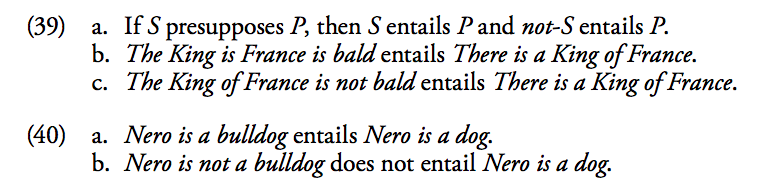 (39) a. If S presupposes P, then S entails P and not-S entails P.
b. The King is France is bald entails There is a King of France.
c. The King of France is not bald entails There is a King of France.
(40) a. Nero is a bulldog entails Nero is a dog.
b. Nero is not a bulldog does not entail Nero is a dog.